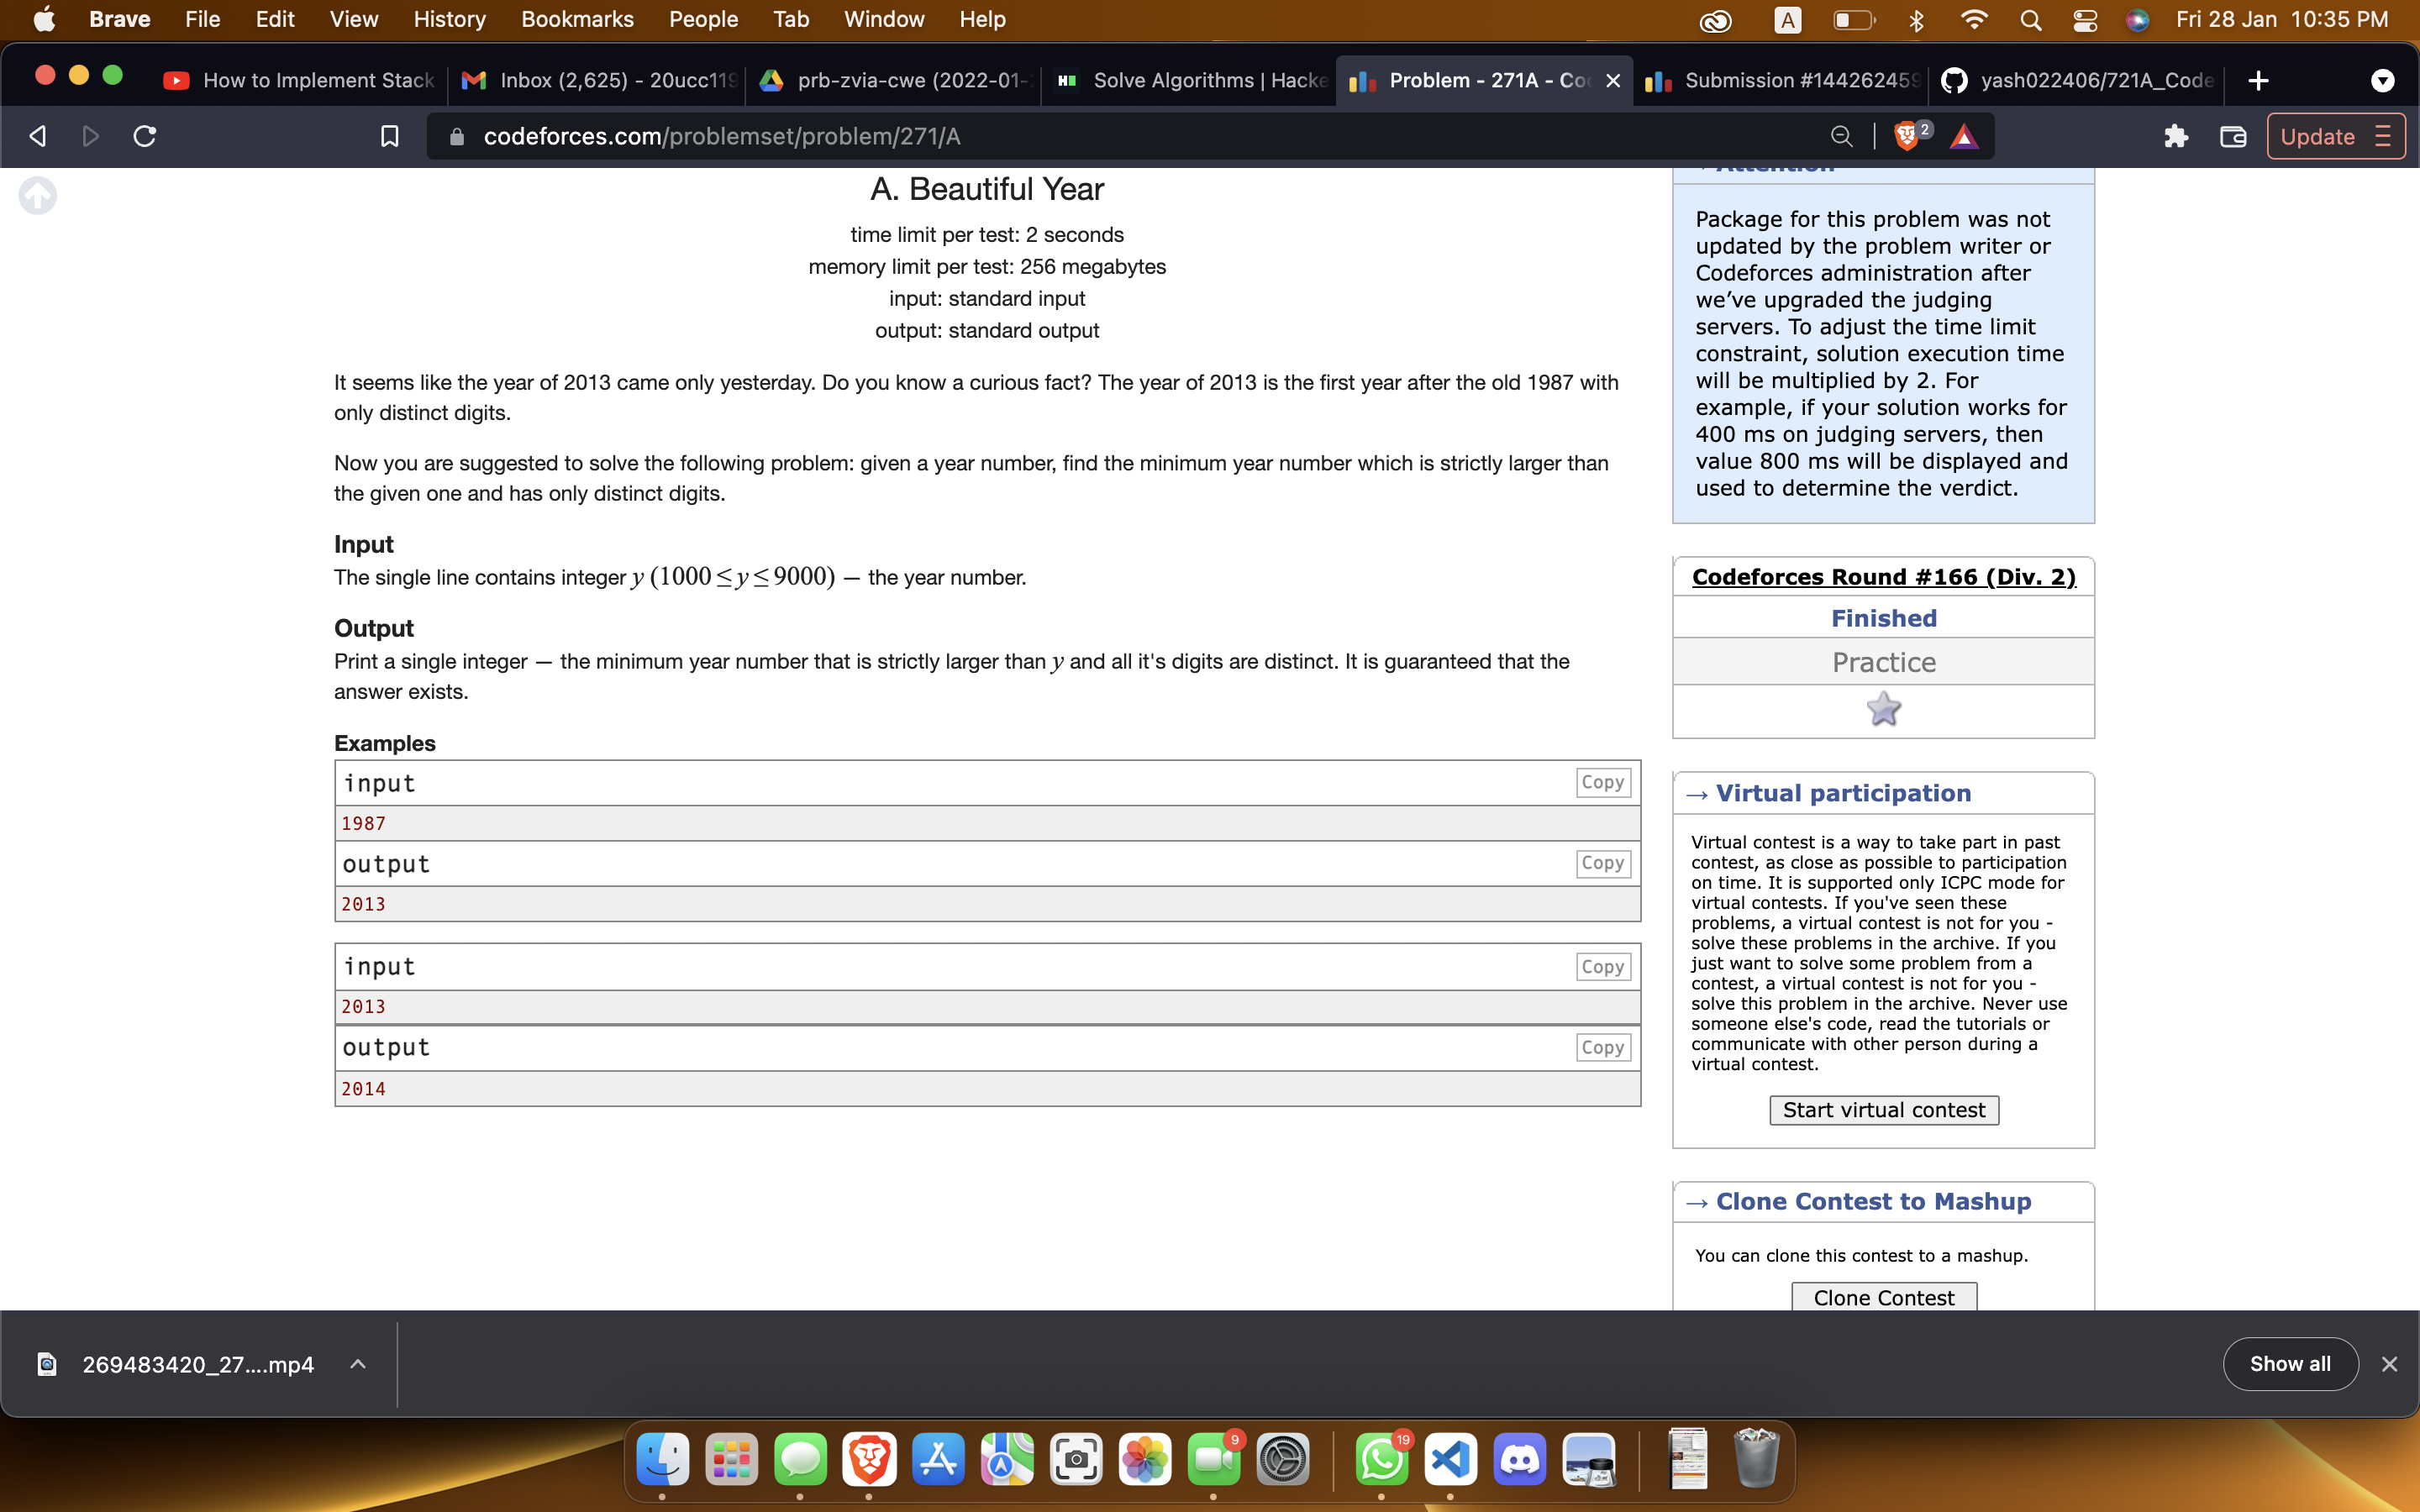 Brave File Edit View History Bookmarks People Tab Window Help A Fri 28 Jan 10:35 PM
How to Implement Stack Inbox (2,625) - 20ucc119 prb-zvia-cwe (2022-01- Solve Algorithms | Hacke Problem - 271A - Co Submission #144262459 yash022406/721A_Code
codeforces.com/problemset/problem/271/A 2 Update
A. Beautiful Year
time limit per test: 2 seconds
memory limit per test: 256 megabytes
input: standard input
output: standard output
It seems like the year of 2013 came only yesterday. Do you know a curious fact? The year of 2013 is the first year after the old 1987 with
only distinct digits.
Now you are suggested to solve the following problem: given a year number, find the minimum year number which is strictly larger than
the given one and has only distinct digits.
Input
The single line contains integer y (1000 ≤ y ≤ 9000) — the year number.
Output
Print a single integer — the minimum year number that is strictly larger than y and all it's digits are distinct. It is guaranteed that the
answer exists.
Examples
input Copy
1987
output Copy
2013
input Copy
2013
output Copy
2014
→ Attention
Package for this problem was not
updated by the problem writer or
Codeforces administration after
we’ve upgraded the judging
servers. To adjust the time limit
constraint, solution execution time
will be multiplied by 2. For
example, if your solution works for
400 ms on judging servers, then
value 800 ms will be displayed and
used to determine the verdict.
Codeforces Round #166 (Div. 2)
Finished
Practice
→ Virtual participation
Virtual contest is a way to take part in past
contest, as close as possible to participation
on time. It is supported only ICPC mode for
virtual contests. If you've seen these
problems, a virtual contest is not for you -
solve these problems in the archive. If you
just want to solve some problem from a
contest, a virtual contest is not for you -
solve this problem in the archive. Never use
someone else's code, read the tutorials or
communicate with other person during a
virtual contest.
Start virtual contest
→ Clone Contest to Mashup
You can clone this contest to a mashup.
Clone Contest
269483420_27....mp4 Show all
9 19